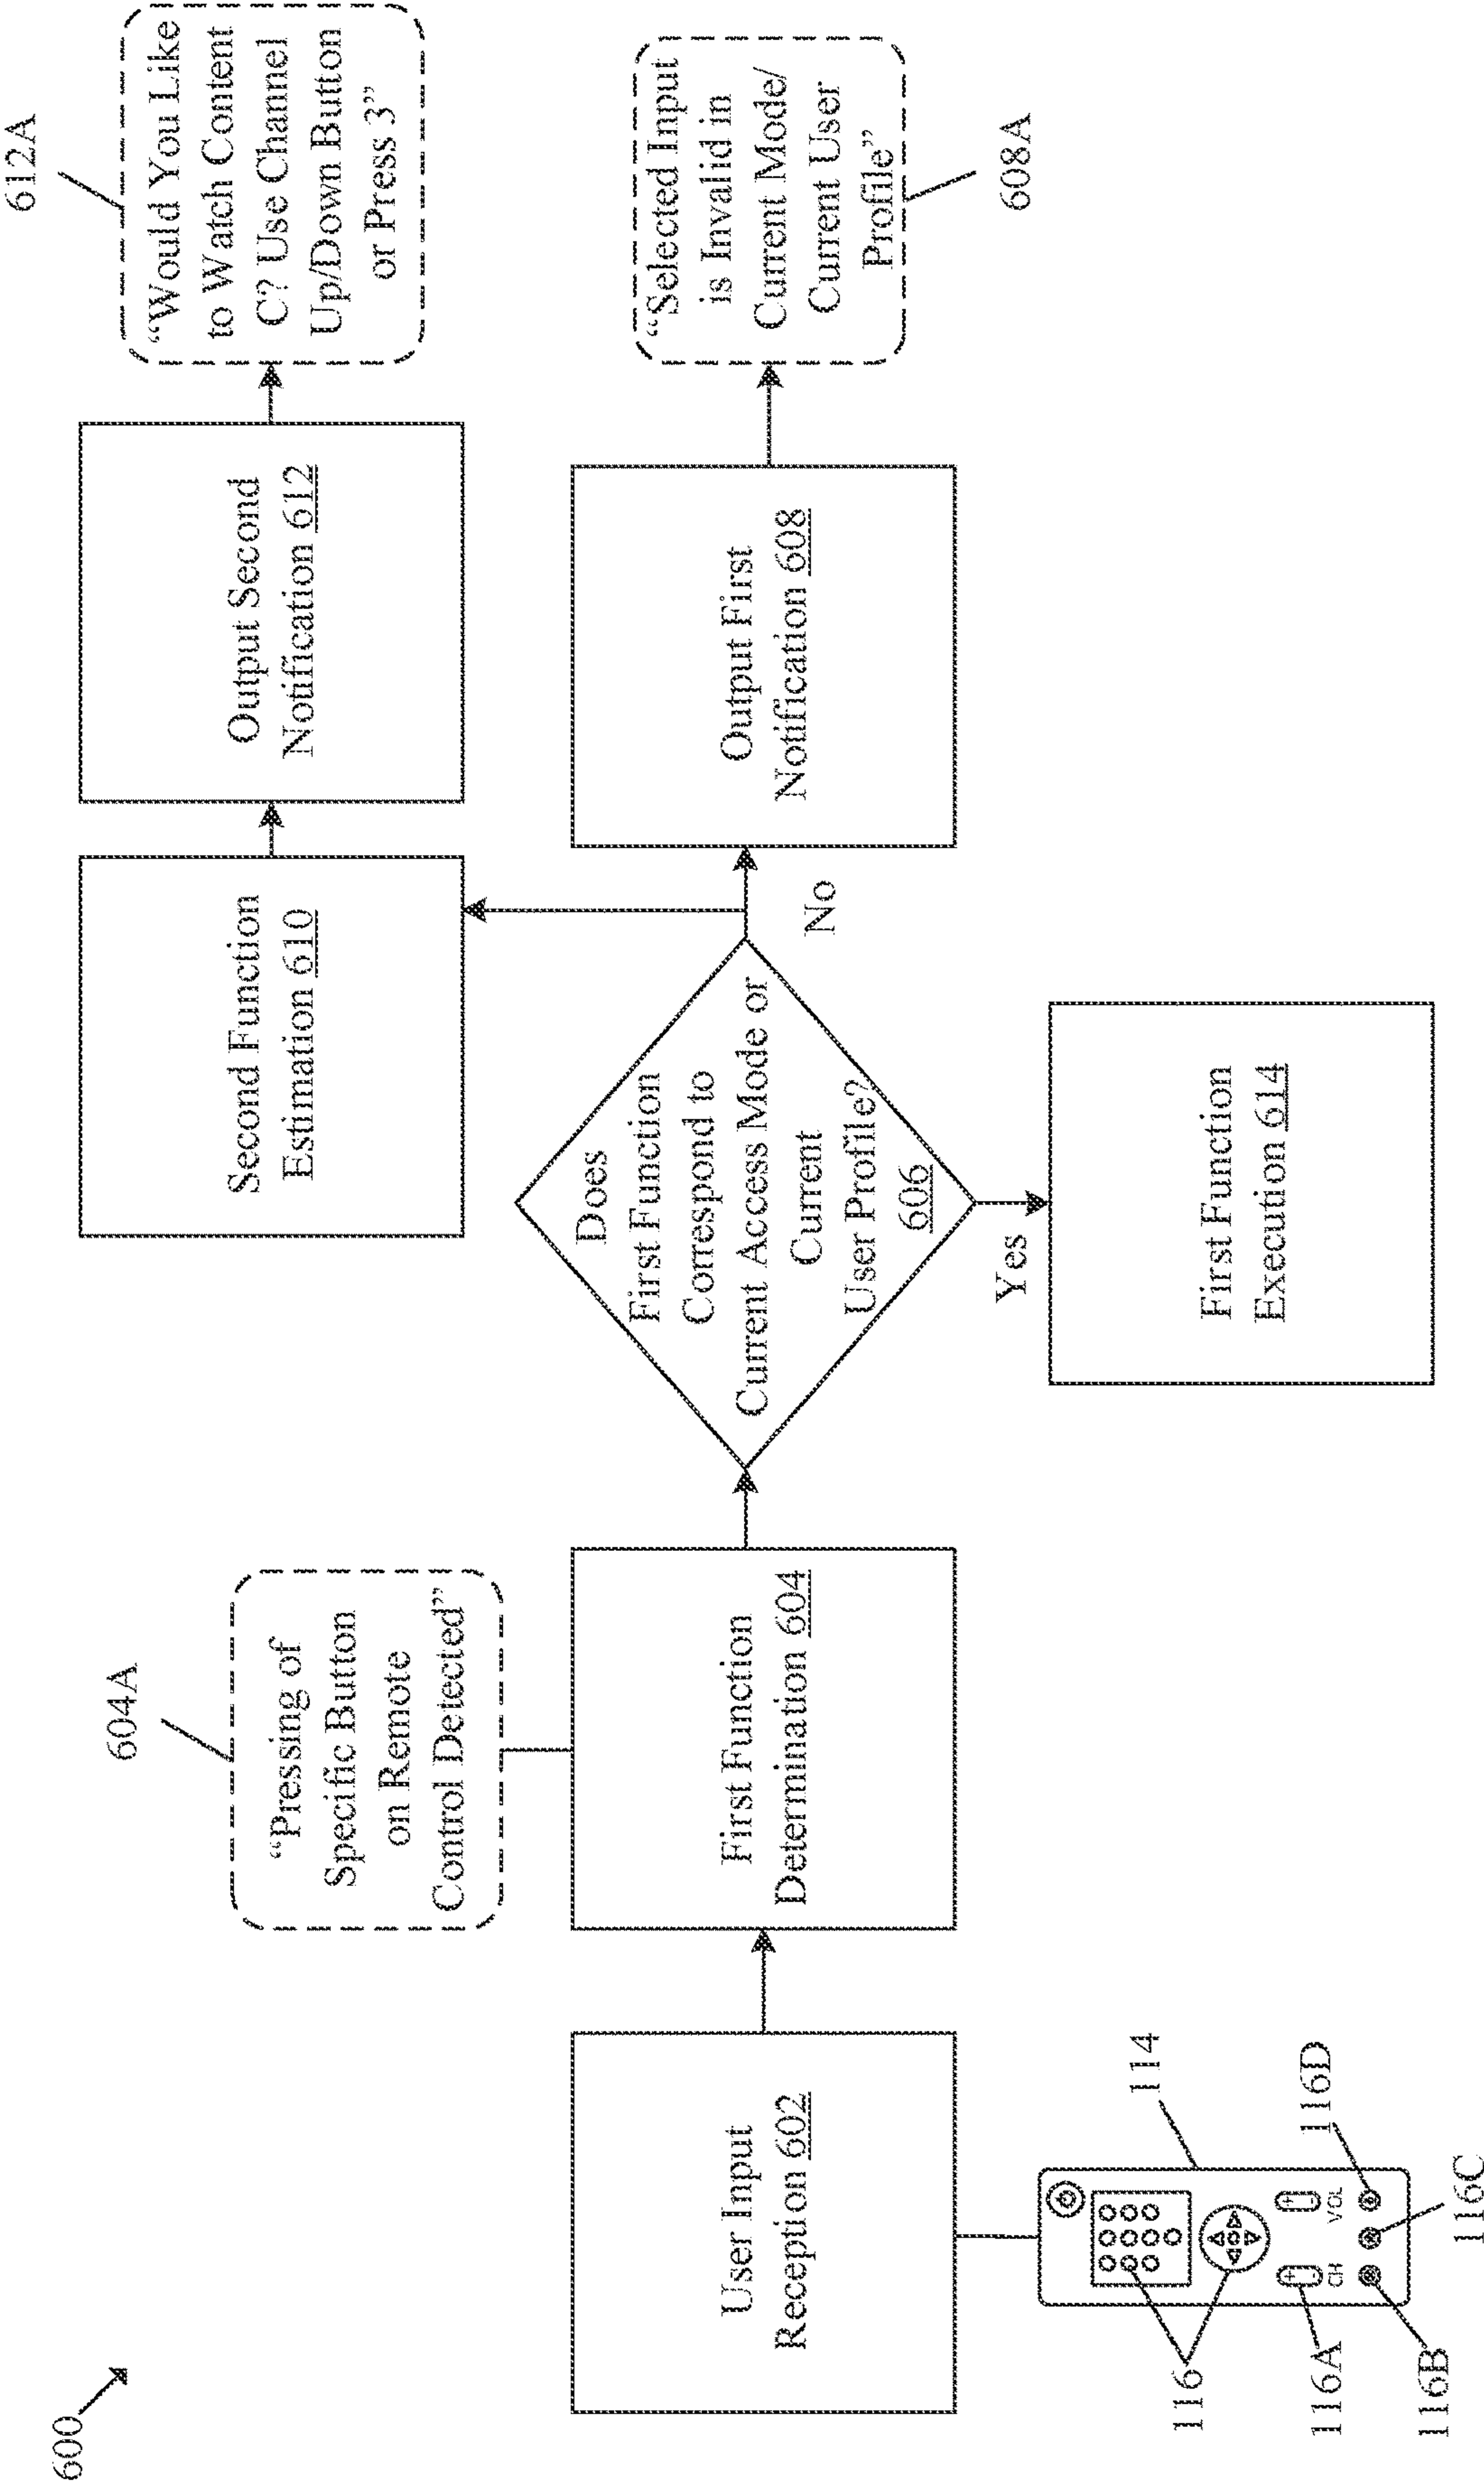 600
User Input
Reception 602
114
116
116A
116B
116C
116D
CH
VOL
604A
“Pressing of
Specific Button
on Remote
Control Detected”
First Function
Determination 604
Does
First Function
Correspond to
Current Access Mode or
Current
User Profile?
606
Yes
No
First Function
Execution 614
Second Function
Estimation 610
Output Second
Notification 612
612A
“Would You Like
to Watch Content
C? Use Channel
Up/Down Button
or Press 3”
Output First
Notification 608
“Selected Input
is Invalid in
Current Mode/
Current User
Profile”
608A